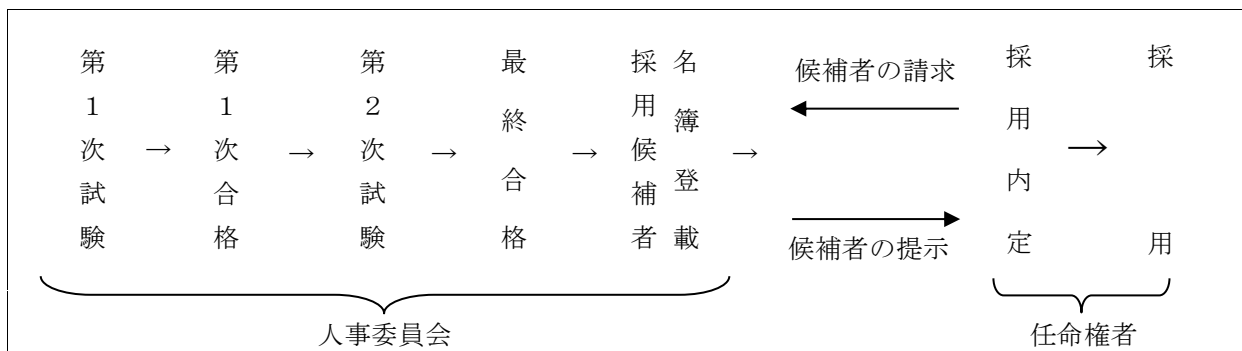 第1次試験
→
第1次合格
→
第2次試験
→
最終合格
→
採用候補者
名簿登載
→
候補者の請求
候補者の提示
採用内定
→
採用
人事委員会
任命権者